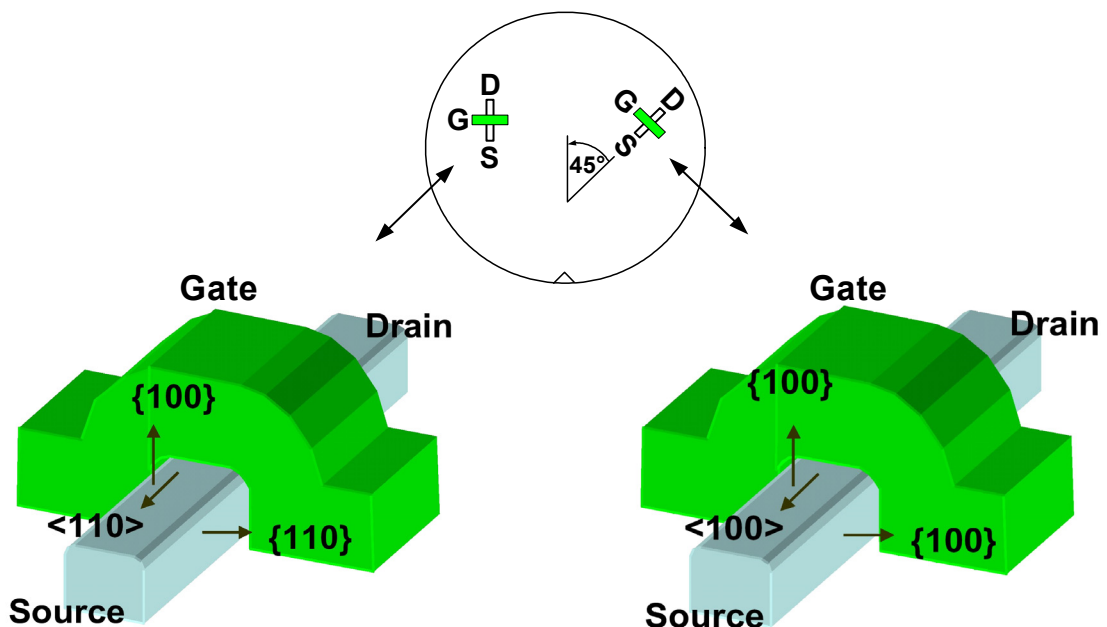 D
G
S
G
D
S
45°
Gate
Drain
{100}
<110>
{110}
Source
Gate
Drain
{100}
<100>
{100}
Source